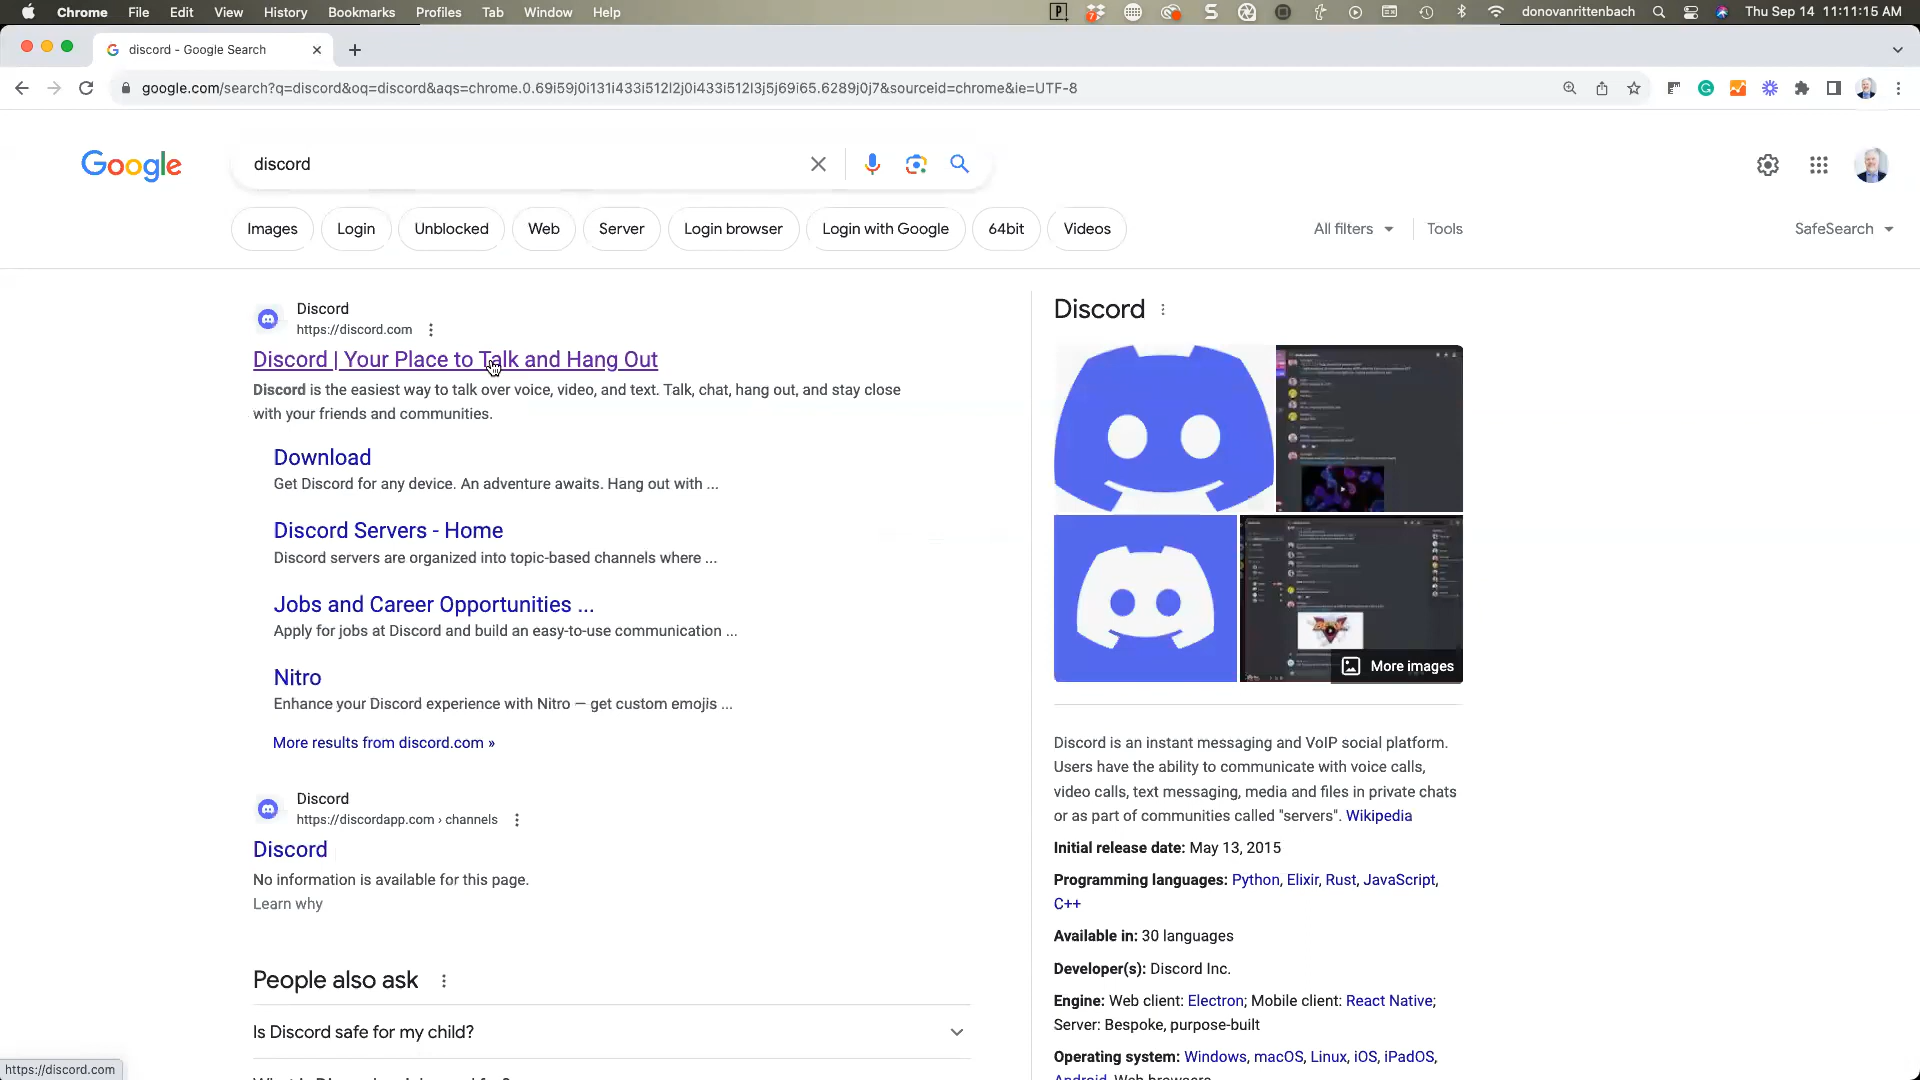 Chrome File Edit View History Bookmarks Profiles Tab Window Help
donovanrittenbach Thu Sep 14 11:11:15 AM
discord - Google Search
google.com/search?q=discord&oq=discord&aqs=chrome.0.69i59j0i131i433i512l2j0i433i512l3j5j69i65.6289j0j7&sourceid=chrome&ie=UTF-8
Google
discord
Images Login Unblocked Web Server Login browser Login with Google 64bit Videos
All filters Tools SafeSearch
Discord
https://discord.com
Discord | Your Place to Talk and Hang Out
Discord is the easiest way to talk over voice, video, and text. Talk, chat, hang out, and stay close
with your friends and communities.
Download
Get Discord for any device. An adventure awaits. Hang out with ...
Discord Servers - Home
Discord servers are organized into topic-based channels where ...
Jobs and Career Opportunities ...
Apply for jobs at Discord and build an easy-to-use communication ...
Nitro
Enhance your Discord experience with Nitro — get custom emojis ...
More results from discord.com »
Discord
https://discordapp.com › channels
Discord
No information is available for this page.
Learn why
People also ask
Is Discord safe for my child?
https://discord.com
Discord
More images
Discord is an instant messaging and VoIP social platform.
Users have the ability to communicate with voice calls,
video calls, text messaging, media and files in private chats
or as part of communities called "servers". Wikipedia
Initial release date: May 13, 2015
Programming languages: Python, Elixir, Rust, JavaScript,
C++
Available in: 30 languages
Developer(s): Discord Inc.
Engine: Web client: Electron; Mobile client: React Native;
Server: Bespoke, purpose-built
Operating system: Windows, macOS, Linux, iOS, iPadOS,
Android, Web browsers